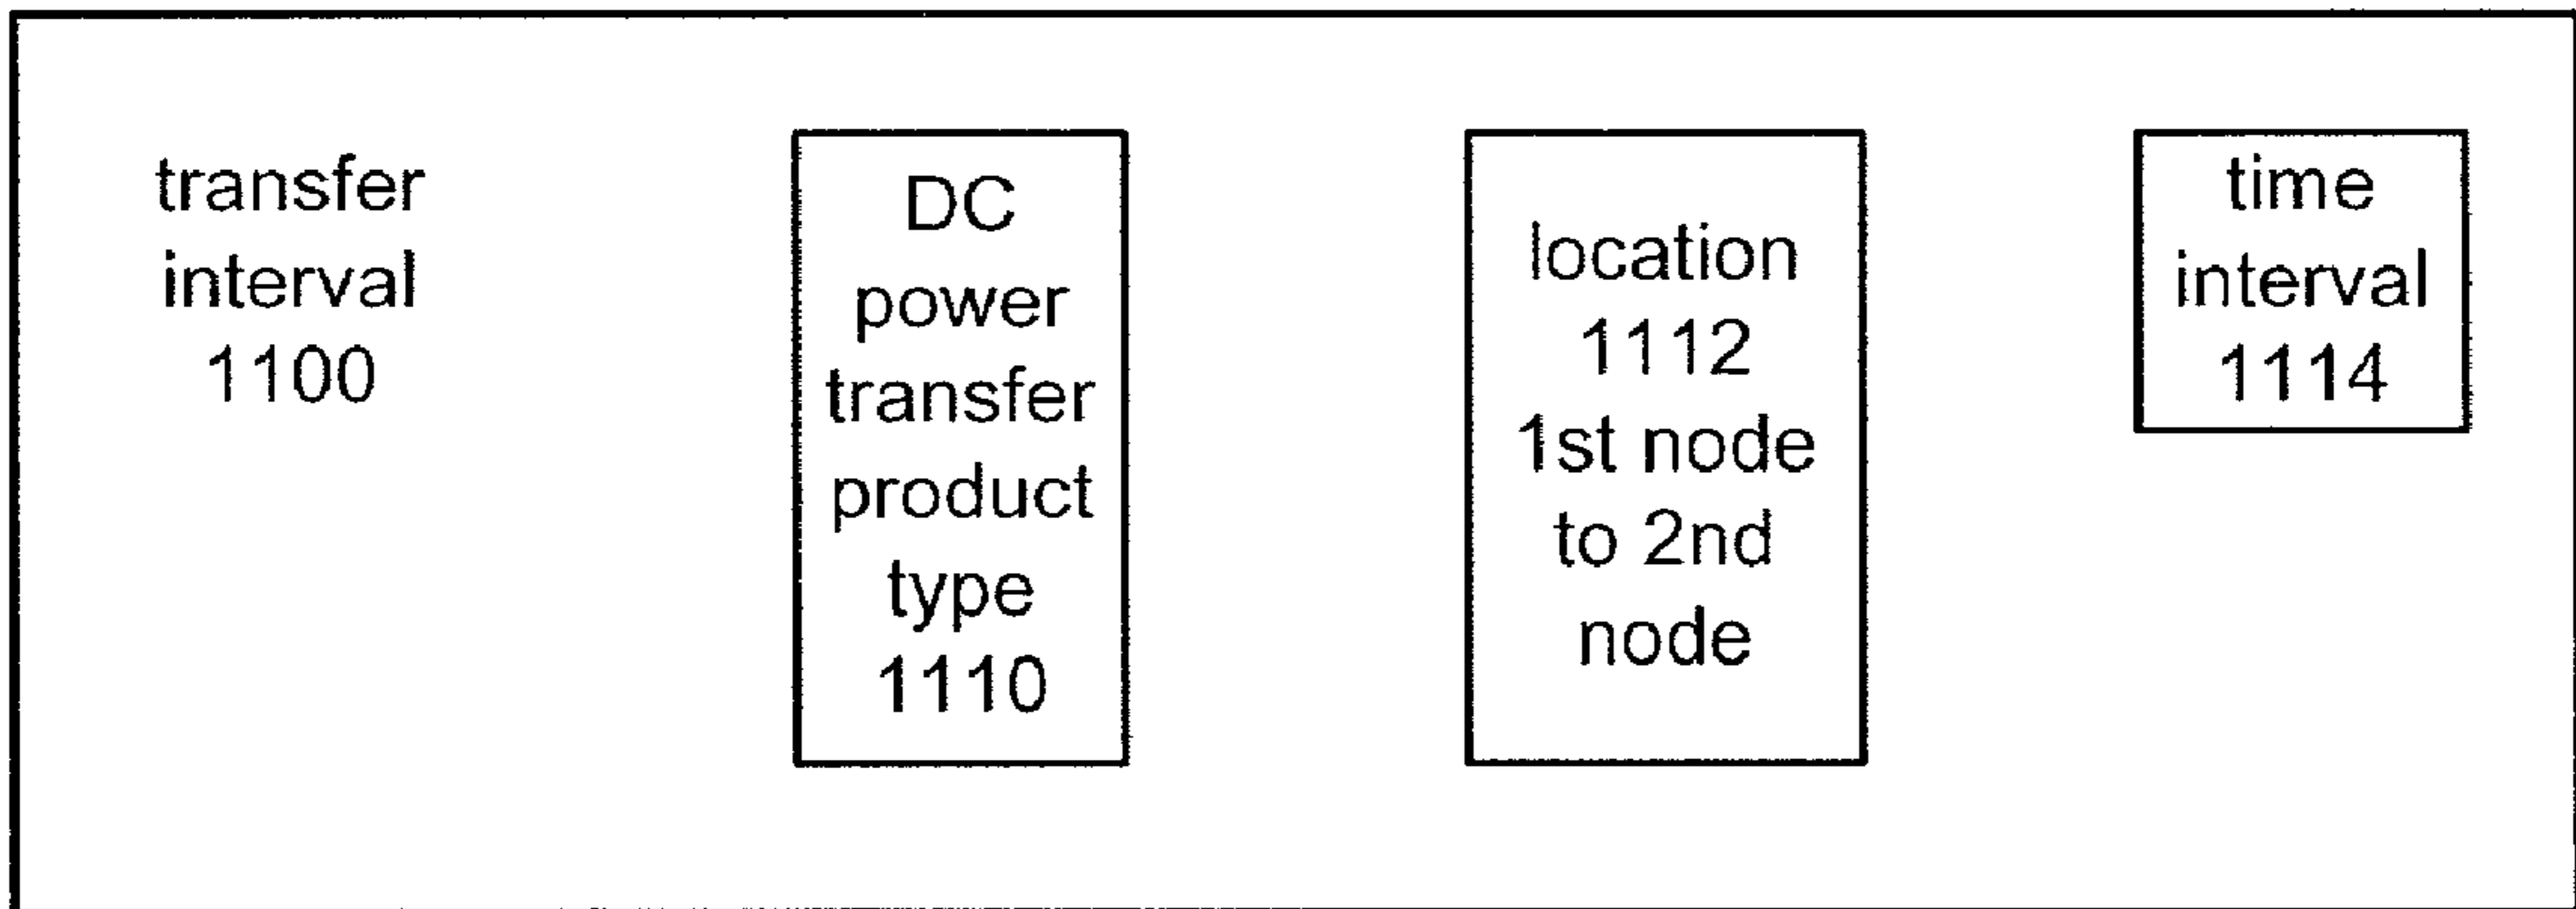 transfer
interval
1100
DC
power
transfer
product
type
1110
location
1112
1st node
to 2nd
node
time
interval
1114